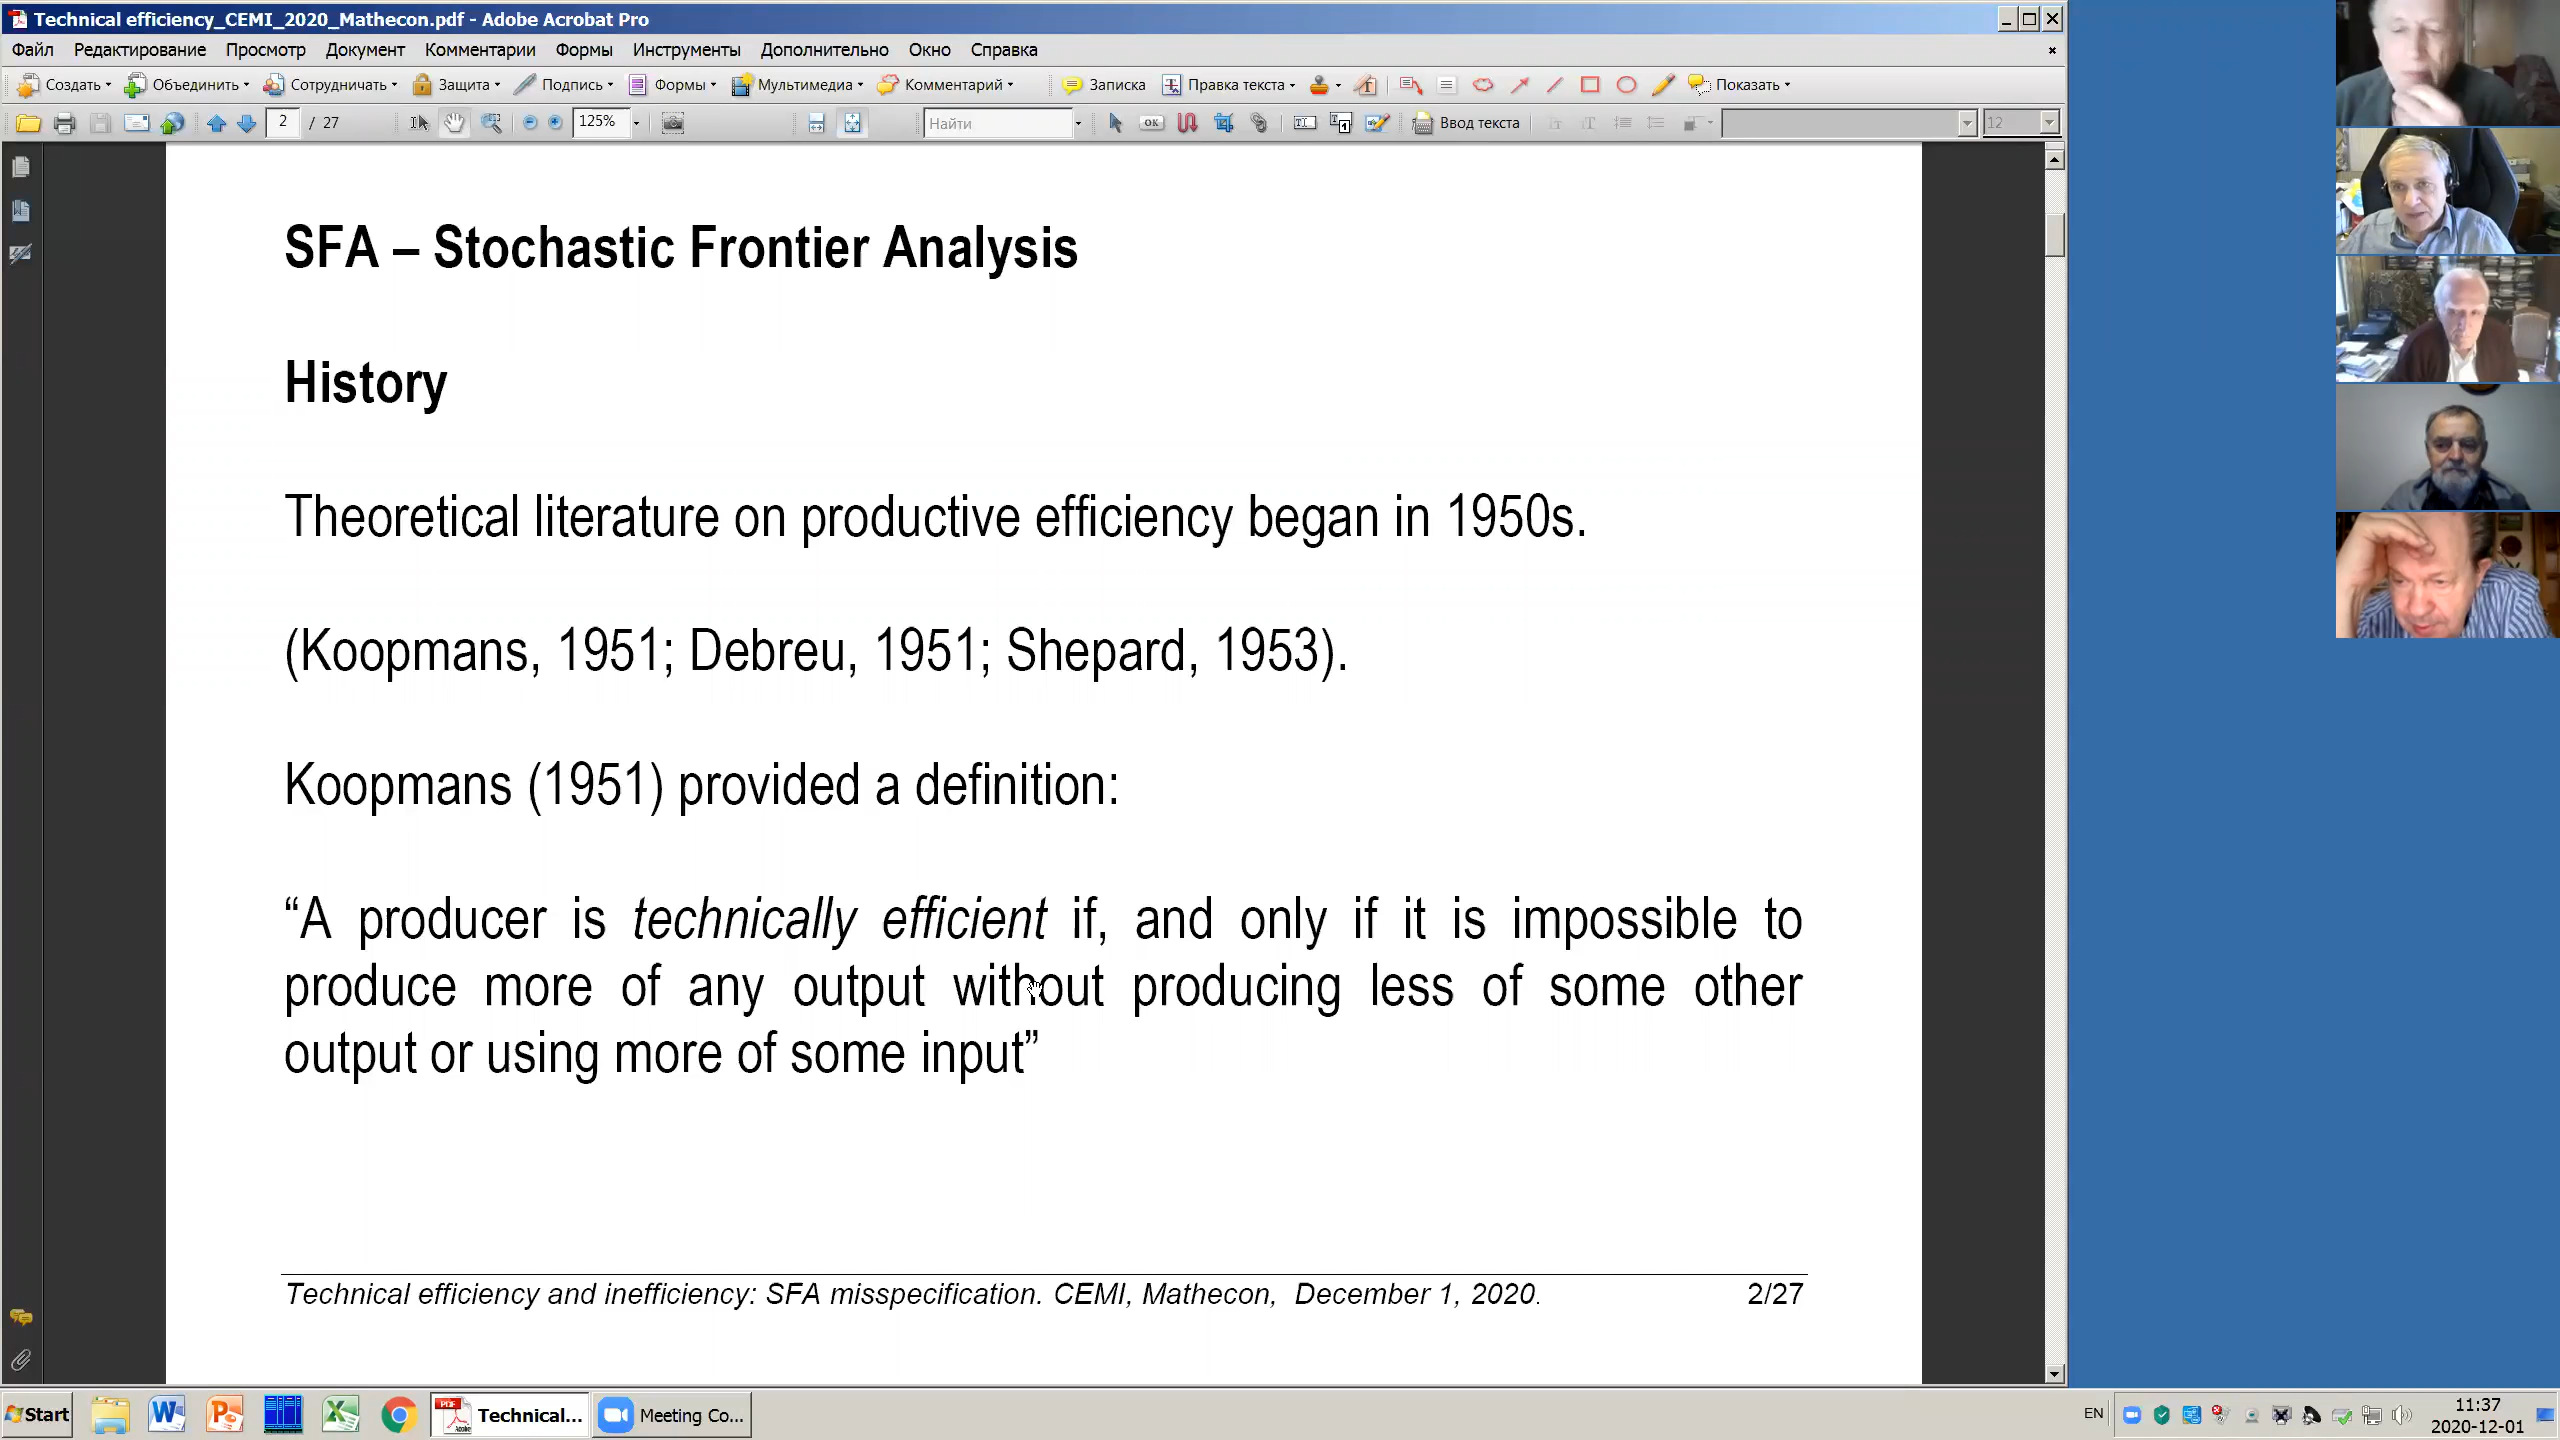 Technical efficiency_CEMI_2020_Mathecon.pdf - Adobe Acrobat Pro
Файл Редактирование Просмотр Документ Комментарии Формы Инструменты Дополнительно Окно Справка
Создать Объединить Сотрудничать Защита Подпись Формы Мультимедиа Комментарий Записка Правка текста Показать
2 / 27 125% Найти OK Ввод текста 12
SFA – Stochastic Frontier Analysis
History
Theoretical literature on productive efficiency began in 1950s.
(Koopmans, 1951; Debreu, 1951; Shepard, 1953).
Koopmans (1951) provided a definition:
“A producer is technically efficient if, and only if it is impossible to
produce more of any output without producing less of some other
output or using more of some input”
Technical efficiency and inefficiency: SFA misspecification. CEMI, Mathecon, December 1, 2020. 2/27
Start Technical... Meeting Co... EN 11:37
2020-12-01